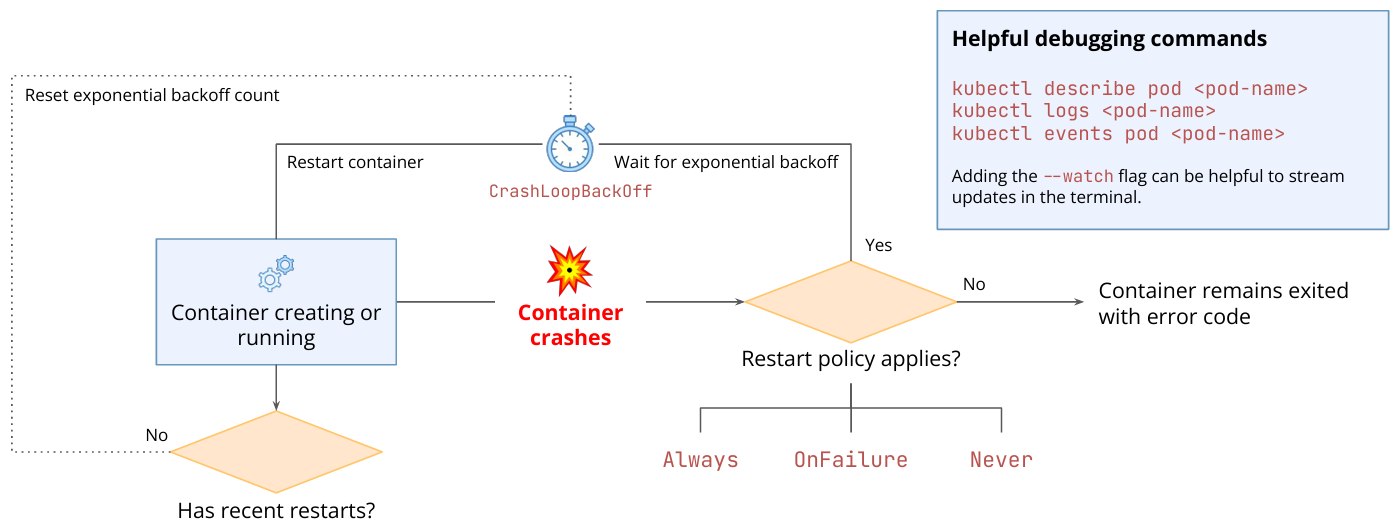 Helpful debugging commands
kubectl describe pod <pod-name>
kubectl logs <pod-name>
kubectl events pod <pod-name>
Adding the --watch flag can be helpful to stream
updates in the terminal.
Reset exponential backoff count
Restart container
Wait for exponential backoff
CrashLoopBackOff
Container creating or
running
Container
crashes
Yes
No
Container remains exited
with error code
Restart policy applies?
Always
OnFailure
Never
No
Has recent restarts?